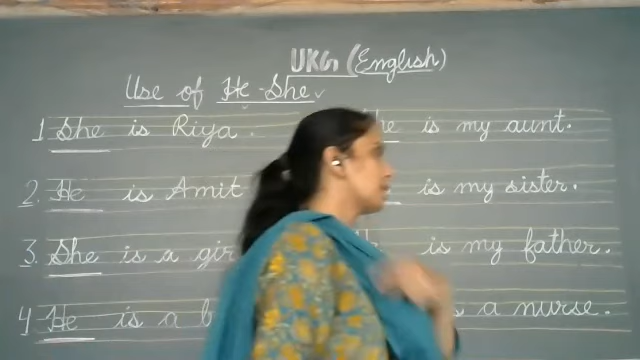 UKG (English)
Use of He-She
1 She is Riya. he is my aunt.
2. He is Amit is my sister.
3. She is a gir is my father.
4 He is a b s a nurse.